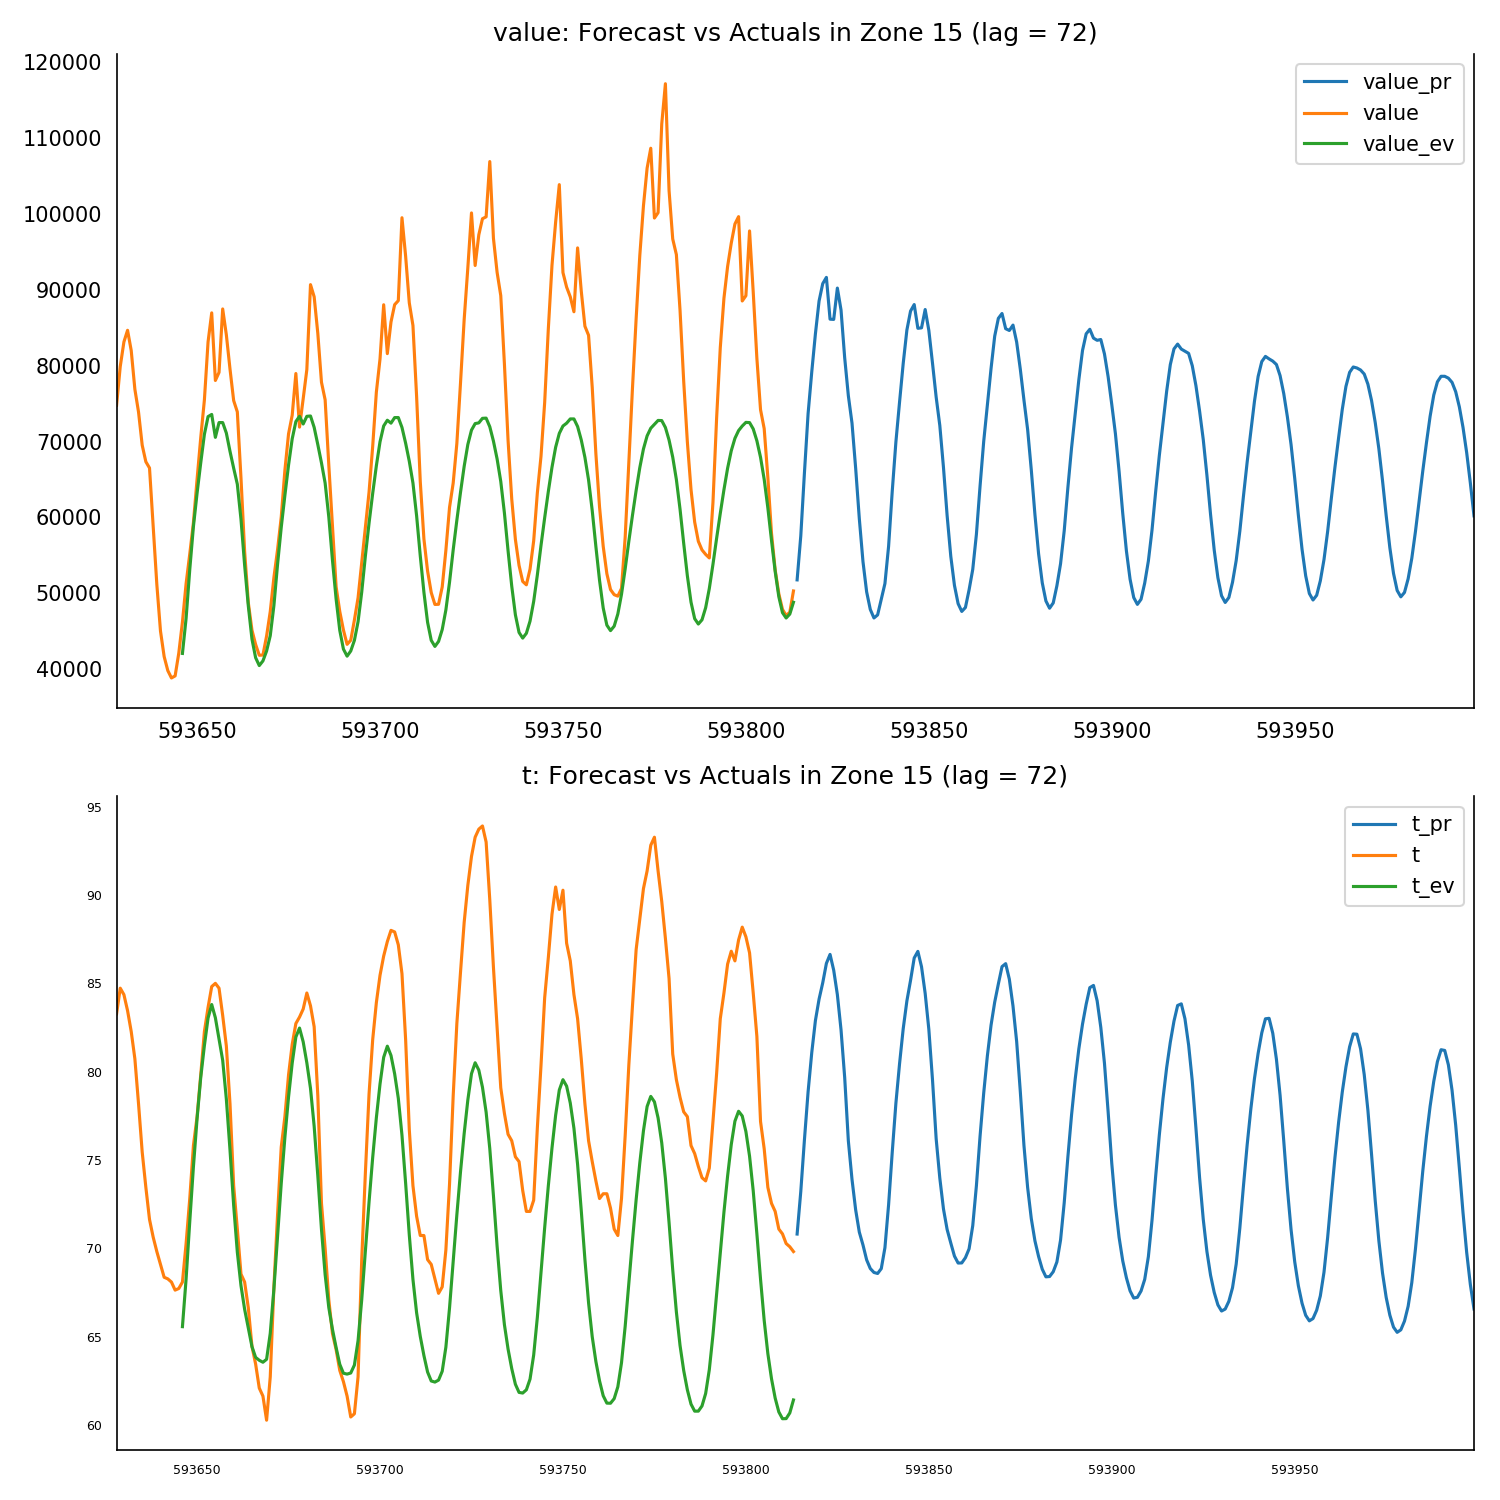 value: Forecast vs Actuals in Zone 15 (lag = 72)
120000
110000
100000
90000
80000
70000
60000
50000
40000
value_pr
value
value_ev
593650 593700 593750 593800 593850 593900 593950
t: Forecast vs Actuals in Zone 15 (lag = 72)
95
90
85
80
75
70
65
60
t_pr
t
t_ev
593650 593700 593750 593800 593850 593900 593950